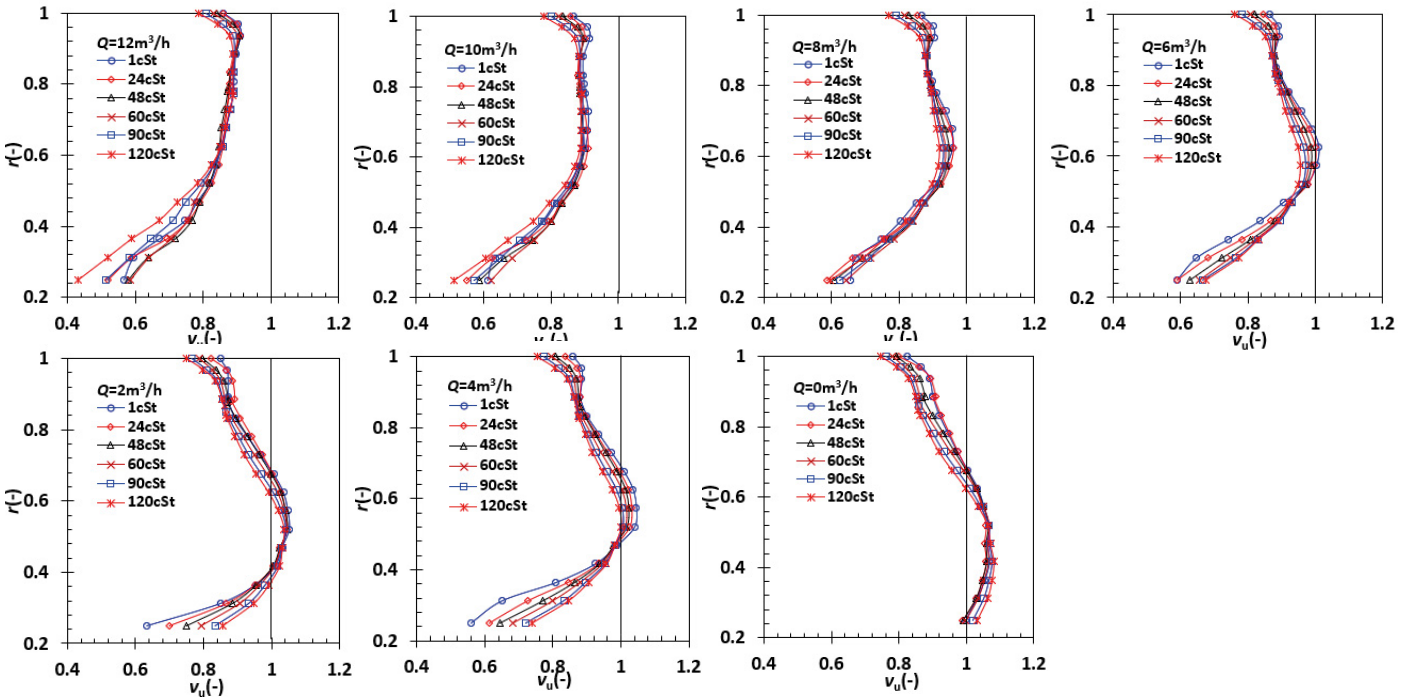 Q=12m³/h
1cSt
24cSt
48cSt
60cSt
90cSt
120cSt
r(-)
1
0.8
0.6
0.4
0.2
0.4
0.6
0.8
1
1.2
Q=10m³/h
1cSt
24cSt
48cSt
60cSt
90cSt
120cSt
r(-)
1
0.8
0.6
0.4
0.2
0.4
0.6
0.8
1
1.2
Q=8m³/h
1cSt
24cSt
48cSt
60cSt
90cSt
120cSt
r(-)
1
0.8
0.6
0.4
0.2
0.4
0.6
0.8
1
1.2
Q=6m³/h
1cSt
24cSt
48cSt
60cSt
90cSt
120cSt
r(-)
1
0.8
0.6
0.4
0.2
0.4
0.6
0.8
1
1.2
vu(-)
Q=2m³/h
1cSt
24cSt
48cSt
60cSt
90cSt
120cSt
r(-)
1
0.8
0.6
0.4
0.2
0.4
0.6
0.8
1
1.2
vu(-)
Q=4m³/h
1cSt
24cSt
48cSt
60cSt
90cSt
120cSt
r(-)
1
0.8
0.6
0.4
0.2
0.4
0.6
0.8
1
1.2
vu(-)
Q=0m³/h
1cSt
24cSt
48cSt
60cSt
90cSt
120cSt
r(-)
1
0.8
0.6
0.4
0.2
0.4
0.6
0.8
1
1.2
vu(-)